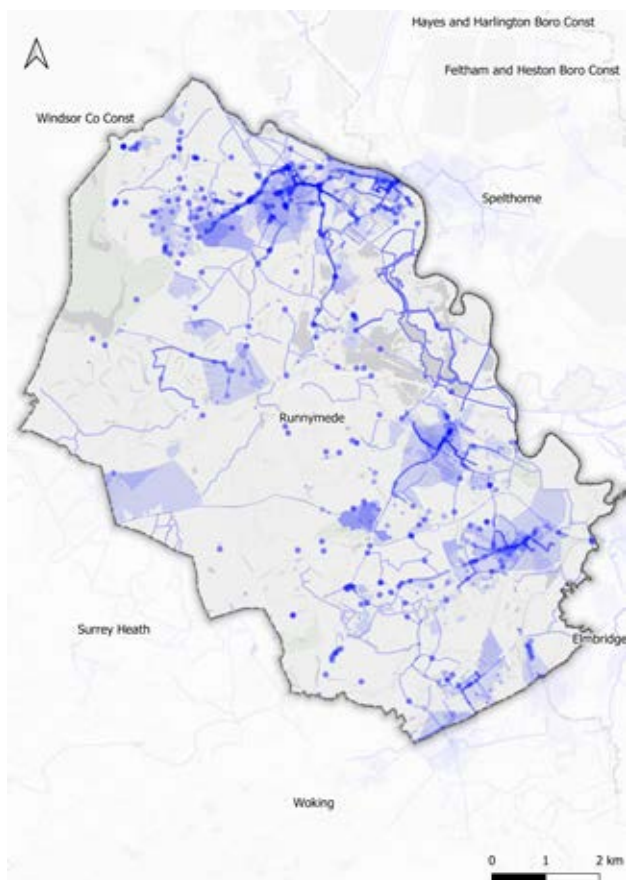 Hayes and Harlington Boro Const
Feltham and Heston Boro Const
Windsor Co Const
Spelthorne
Runnymede
Surrey Heath
Elmbridge
Woking
0 1 2 km